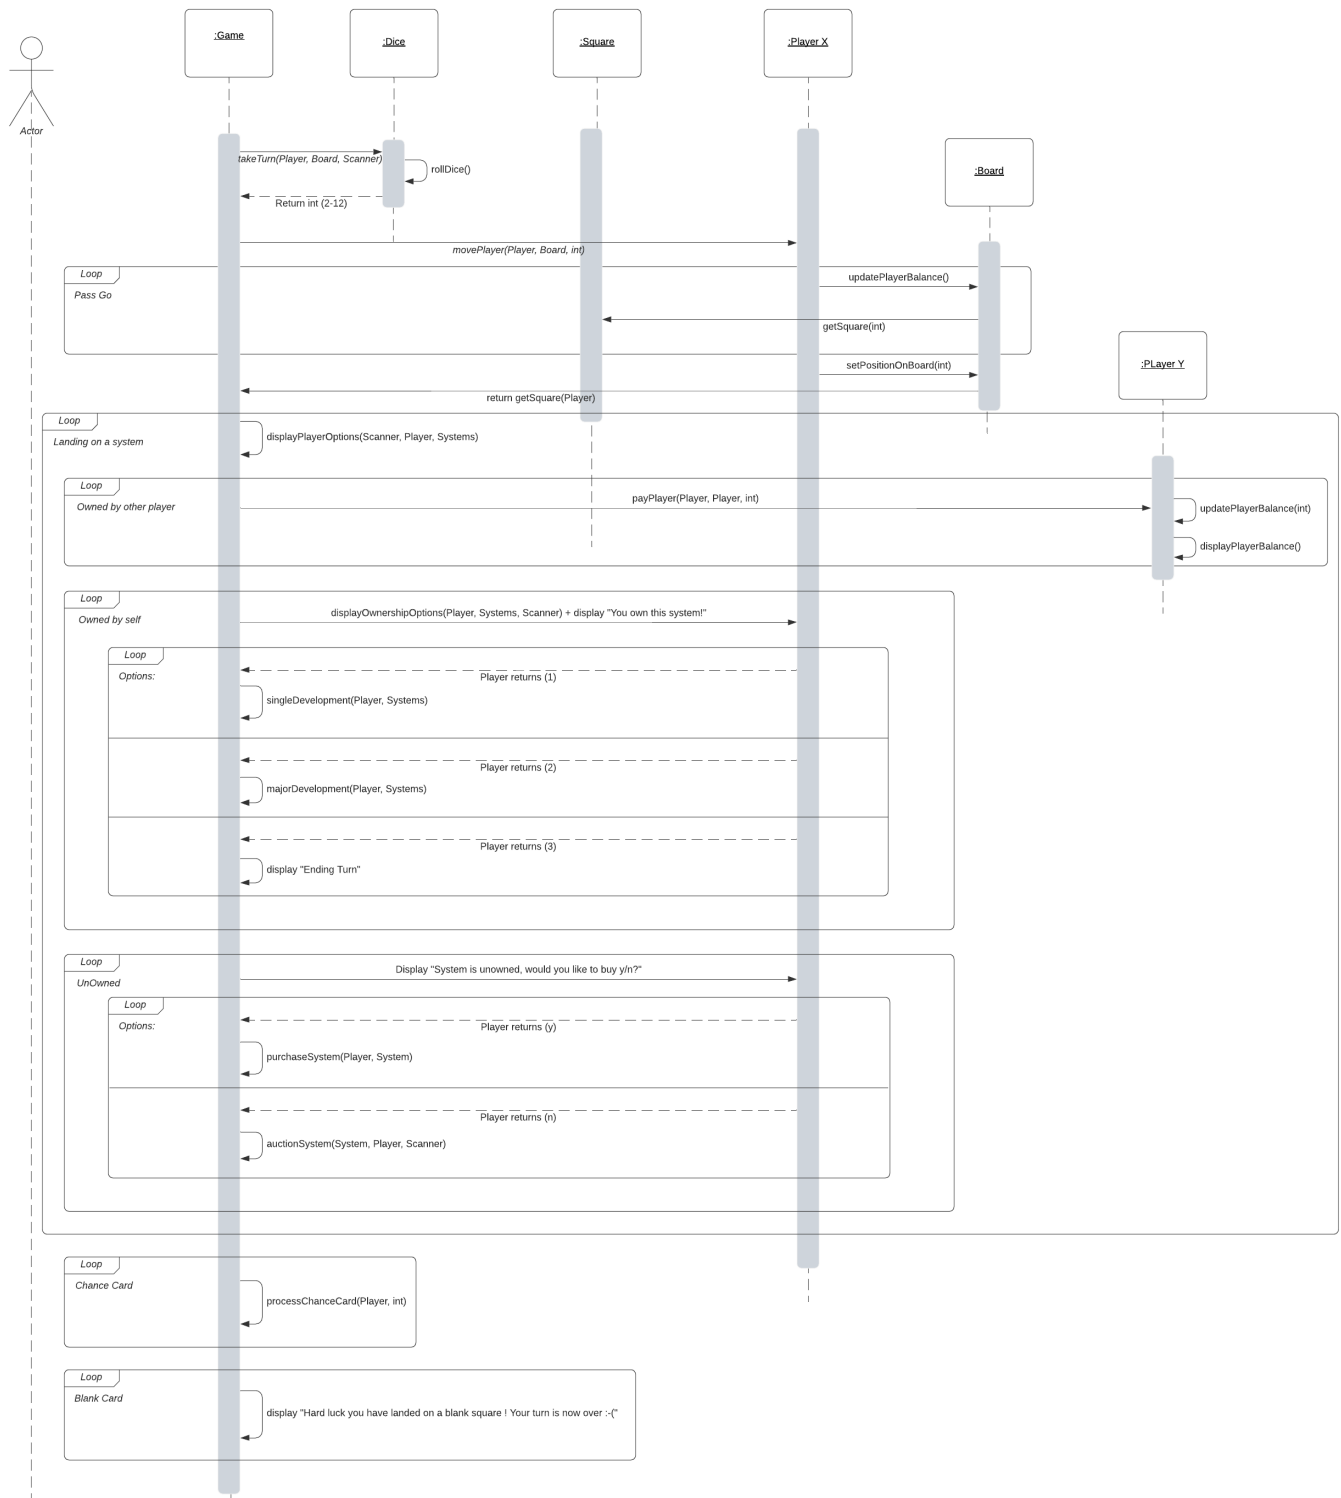 :Game
:Dice
:Square
:Player X
Actor
takeTurn(Player, Board, Scanner)
rollDice()
:Board
Return int (2-12)
movePlayer(Player, Board, int)
Loop
Pass Go
updatePlayerBalance()
getSquare(int)
:PLayer Y
setPositionOnBoard(int)
return getSquare(Player)
Loop
Landing on a system
displayPlayerOptions(Scanner, Player, Systems)
Loop
Owned by other player
payPlayer(Player, Player, int)
updatePlayerBalance(int)
displayPlayerBalance()
Loop
Owned by self
displayOwnershipOptions(Player, Systems, Scanner) + display "You own this system!"
Loop
Options:
Player returns (1)
singleDevelopment(Player, Systems)
Player returns (2)
majorDevelopment(Player, Systems)
Player returns (3)
display "Ending Turn"
Loop
UnOwned
Display "System is unowned, would you like to buy y/n?"
Loop
Options:
Player returns (y)
purchaseSystem(Player, System)
Player returns (n)
auctionSystem(System, Player, Scanner)
Loop
Chance Card
processChanceCard(Player, int)
Loop
Blank Card
display "Hard luck you have landed on a blank square ! Your turn is now over :-("